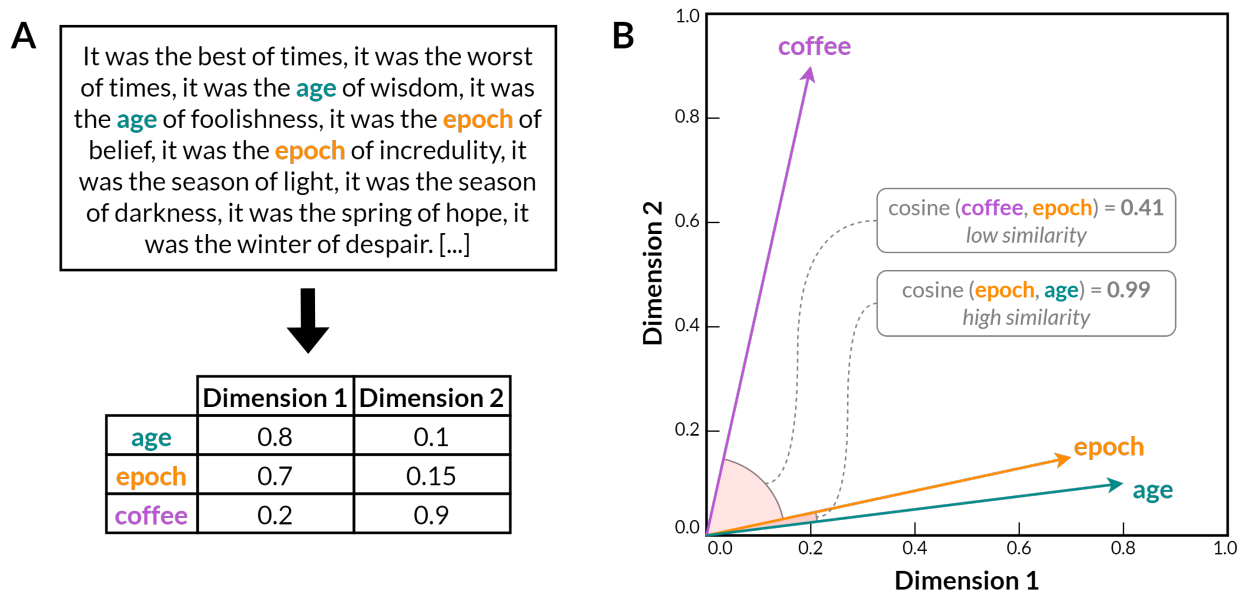 A
It was the best of times, it was the worst
of times, it was the age of wisdom, it was
the age of foolishness, it was the epoch of
belief, it was the epoch of incredulity, it
was the season of light, it was the season
of darkness, it was the spring of hope, it
was the winter of despair. [...]
Dimension 1 Dimension 2
age 0.8 0.1
epoch 0.7 0.15
coffee 0.2 0.9
B
1.0
0.8
0.6
0.4
0.2
0.0
Dimension 2
coffee
cosine (coffee, epoch) = 0.41
low similarity
cosine (epoch, age) = 0.99
high similarity
epoch
age
0.0 0.2 0.4 0.6 0.8 1.0
Dimension 1